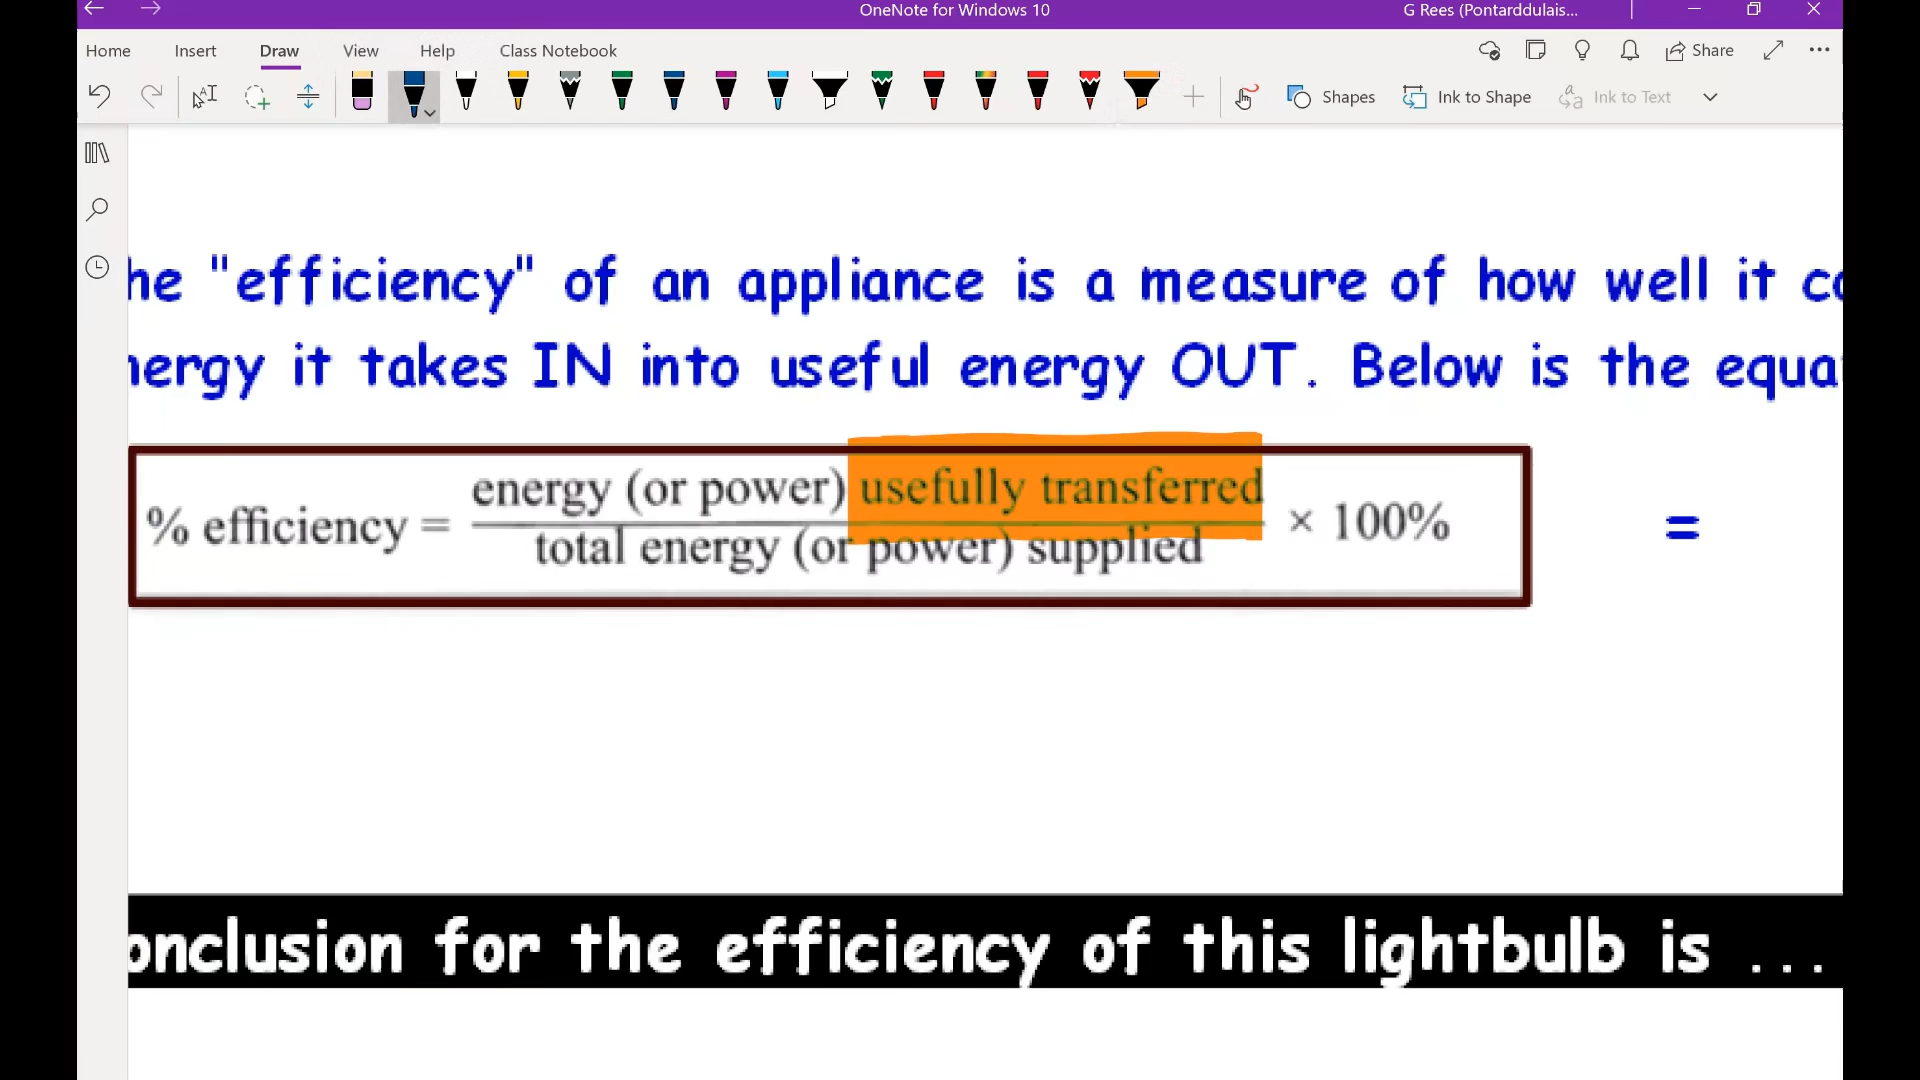 OneNote for Windows 10
G Rees (Pontarddulais...
Home Insert Draw View Help Class Notebook
Share
Shapes Ink to Shape Ink to Text
he "efficiency" of an appliance is a measure of how well it co
nergy it takes IN into useful energy OUT. Below is the equa
% efficiency = energy (or power) usefully transferred
total energy (or power) supplied
× 100%
=
onclusion for the efficiency of this lightbulb is ...